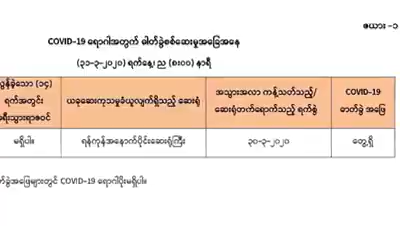 ဇယား -၁
COVID-19 ရောဂါအတွက် ဓါတ်ခွဲစစ်ဆေးမှုအခြေအနေ
(၃၁-၃-၂၀၂၀) ရက်နေ့၊ ည (၈း၀၀) နာရီ
(၁၄)
ရက်အတွင်း
ယခုဆေးကုသမှုခံယူလျက်ရှိသည့် ဆေးရုံ
အသွားအလာ ကန့်သတ်သည့်/
ဆေးရုံတက်ရောက်သည့် ရက်စွဲ
COVID-19
ဓာတ်ခွဲ အဖြေ
မရှိပါ။
ရန်ကုန်အနောက်ပိုင်းဆေးရုံကြီး
၃၀-၃-၂၀၂၀
တွေ့ရှိ
COVID-19 ရောဂါပိုးမရှိပါ။